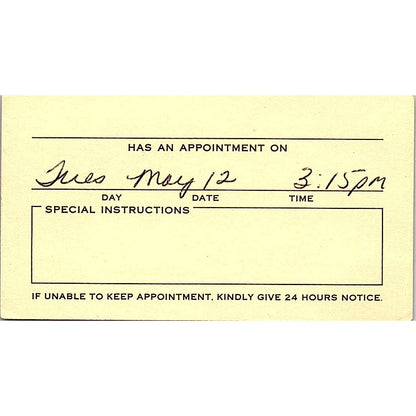 HAS AN APPOINTMENT ON
Tues May 12 3:15pm
DAY DATE TIME
SPECIAL INSTRUCTIONS
IF UNABLE TO KEEP APPOINTMENT, KINDLY GIVE 24 HOURS NOTICE.